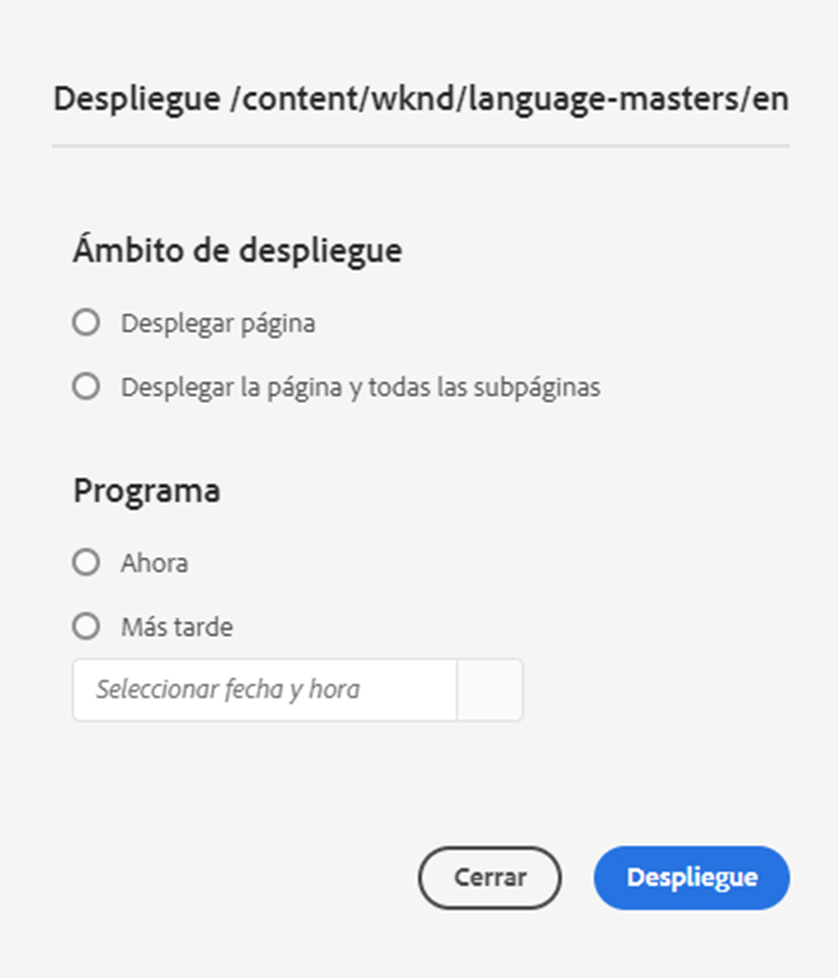 Despliegue /content/wknd/language-masters/en
Ámbito de despliegue
Desplegar página
Desplegar la página y todas las subpáginas
Programa
Ahora
Más tarde
Seleccionar fecha y hora
Cerrar
Despliegue